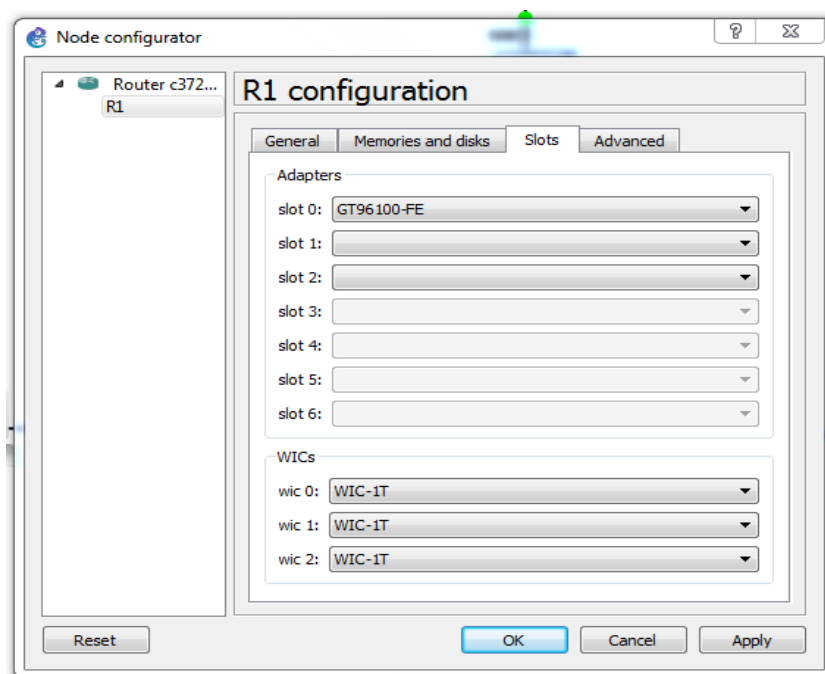 Node configurator
Router c372...
R1
R1 configuration
General Memories and disks Slots Advanced
Adapters
slot 0: GT96100-FE
slot 1:
slot 2:
slot 3:
slot 4:
slot 5:
slot 6:
WICs
wic 0: WIC-1T
wic 1: WIC-1T
wic 2: WIC-1T
Reset OK Cancel Apply